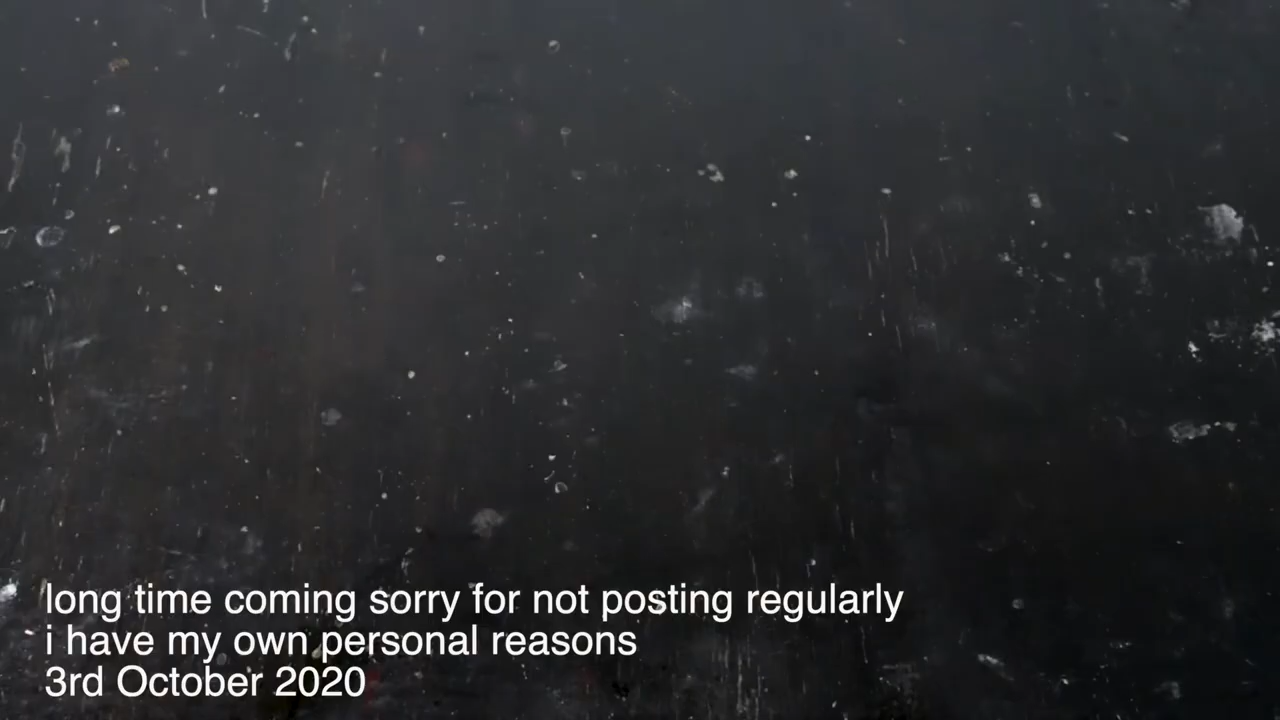 long time coming sorry for not posting regularly
i have my own personal reasons
3rd October 2020